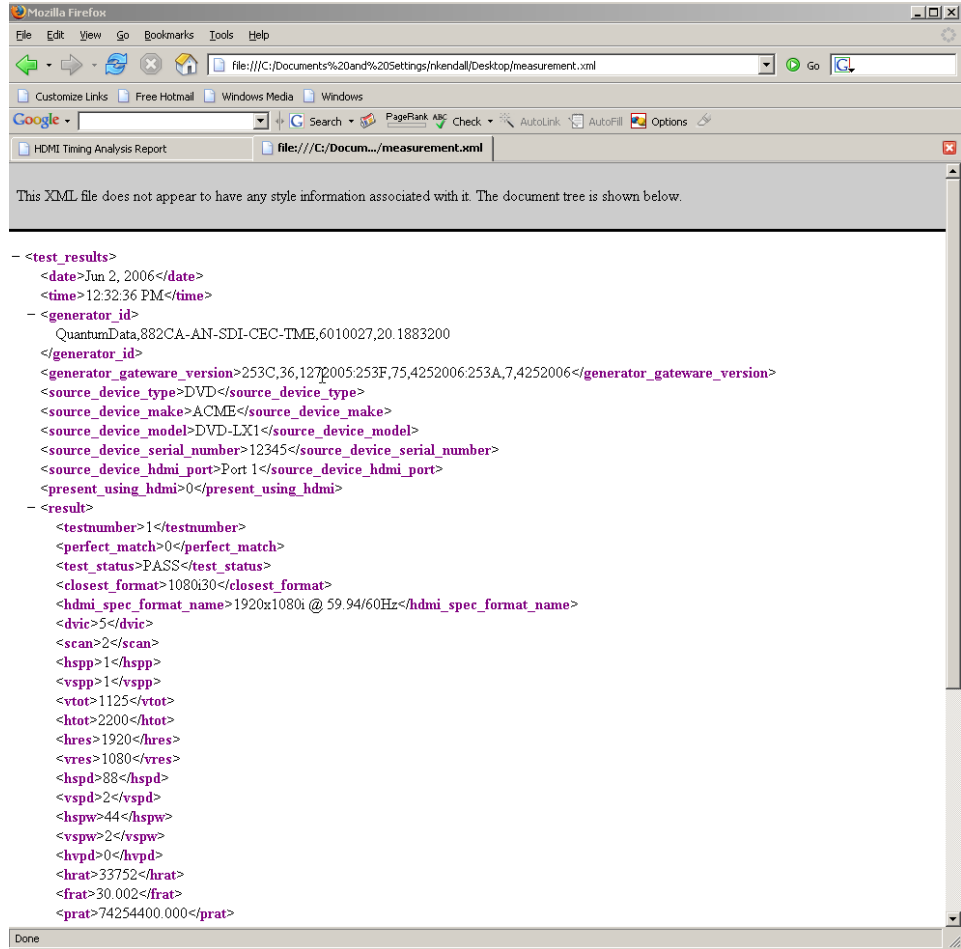 Mozilla Firefox
File Edit View Go Bookmarks Tools Help
file:///C:/Documents%20and%20Settings/nkendall/Desktop/measurement.xml Go G
Customize Links Free Hotmail Windows Media Windows
Google G Search PageRank ABC Check AutoLink AutoFill Options
HDMI Timing Analysis Report file:///C:/Docum.../measurement.xml
This XML file does not appear to have any style information associated with it. The document tree is shown below.
− <test_results>
<date>Jun 2, 2006</date>
<time>12:32:36 PM</time>
− <generator_id>
QuantumData,882CA-AN-SDI-CEC-TME,6010027,20.1883200
</generator_id>
<generator_gateware_version>253C,36,1272005:253F,75,4252006:253A,7,4252006</generator_gateware_version>
<source_device_type>DVD</source_device_type>
<source_device_make>ACME</source_device_make>
<source_device_model>DVD-LX1</source_device_model>
<source_device_serial_number>12345</source_device_serial_number>
<source_device_hdmi_port>Port 1</source_device_hdmi_port>
<present_using_hdmi>0</present_using_hdmi>
− <result>
<testnumber>1</testnumber>
<perfect_match>0</perfect_match>
<test_status>PASS</test_status>
<closest_format>1080i30</closest_format>
<hdmi_spec_format_name>1920x1080i @ 59.94/60Hz</hdmi_spec_format_name>
<dvic>5</dvic>
<scan>2</scan>
<hspp>1</hspp>
<vspp>1</vspp>
<vtot>1125</vtot>
<htot>2200</htot>
<hres>1920</hres>
<vres>1080</vres>
<hspd>88</hspd>
<vspd>2</vspd>
<hspw>44</hspw>
<vspw>2</vspw>
<hvpd>0</hvpd>
<hrat>33752</hrat>
<frat>30.002</frat>
<prat>74254400.000</prat>
Done